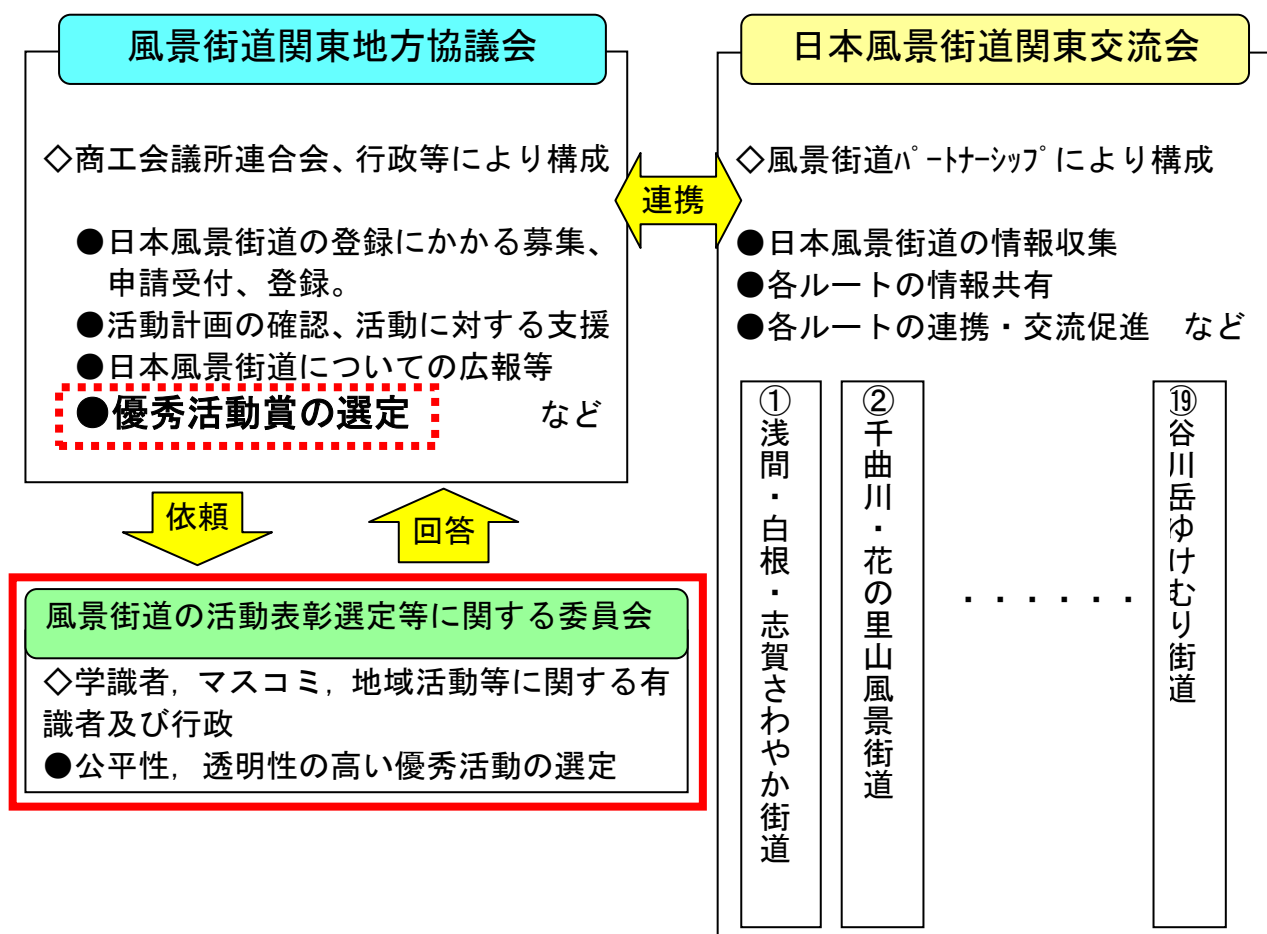 風景街道関東地方協議会
◇商工会議所連合会、行政等により構成
●日本風景街道の登録にかかる募集、
申請受付、登録。
●活動計画の確認、活動に対する支援
●日本風景街道についての広報等
●優秀活動賞の選定 など
連携
日本風景街道関東交流会
◇風景街道ﾊﾟｰﾄﾅｰｼｯﾌﾟにより構成
●日本風景街道の情報収集
●各ルートの情報共有
●各ルートの連携・交流促進 など
①浅間・白根・志賀さわやか街道
②千曲川・花の里山風景街道
・・・・・・
⑲谷川岳ゆけむり街道
依頼
回答
風景街道の活動表彰選定等に関する委員会
◇学識者，マスコミ，地域活動等に関する有
識者及び行政
●公平性，透明性の高い優秀活動の選定